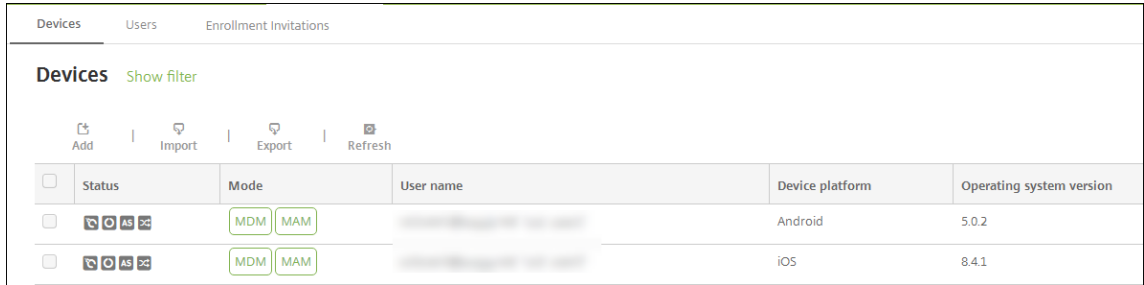 Devices Users Enrollment Invitations
Devices Show filter
Add | Import | Export | Refresh
Status Mode User name Device platform Operating system version
AS MDM MAM Android 5.0.2
AS MDM MAM iOS 8.4.1